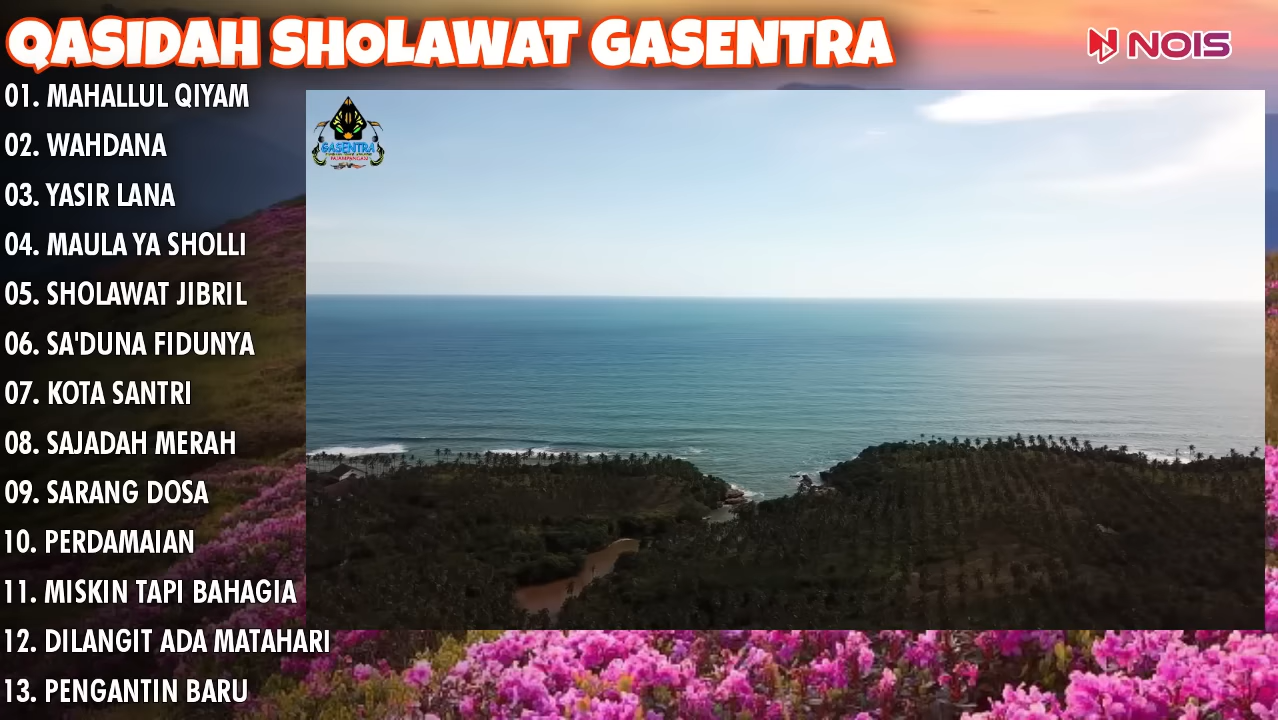 QASIDAH SHOLAWAT GASENTRA
NOIS
01. MAHALLUL QIYAM
02. WAHDANA
03. YASIR LANA
04. MAULA YA SHOLLI
05. SHOLAWAT JIBRIL
06. SA'DUNA FIDUNYA
07. KOTA SANTRI
08. SAJADAH MERAH
09. SARANG DOSA
10. PERDAMAIAN
11. MISKIN TAPI BAHAGIA
12. DILANGIT ADA MATAHARI
13. PENGANTIN BARU
GASENTRA
PAJAMPANGAN